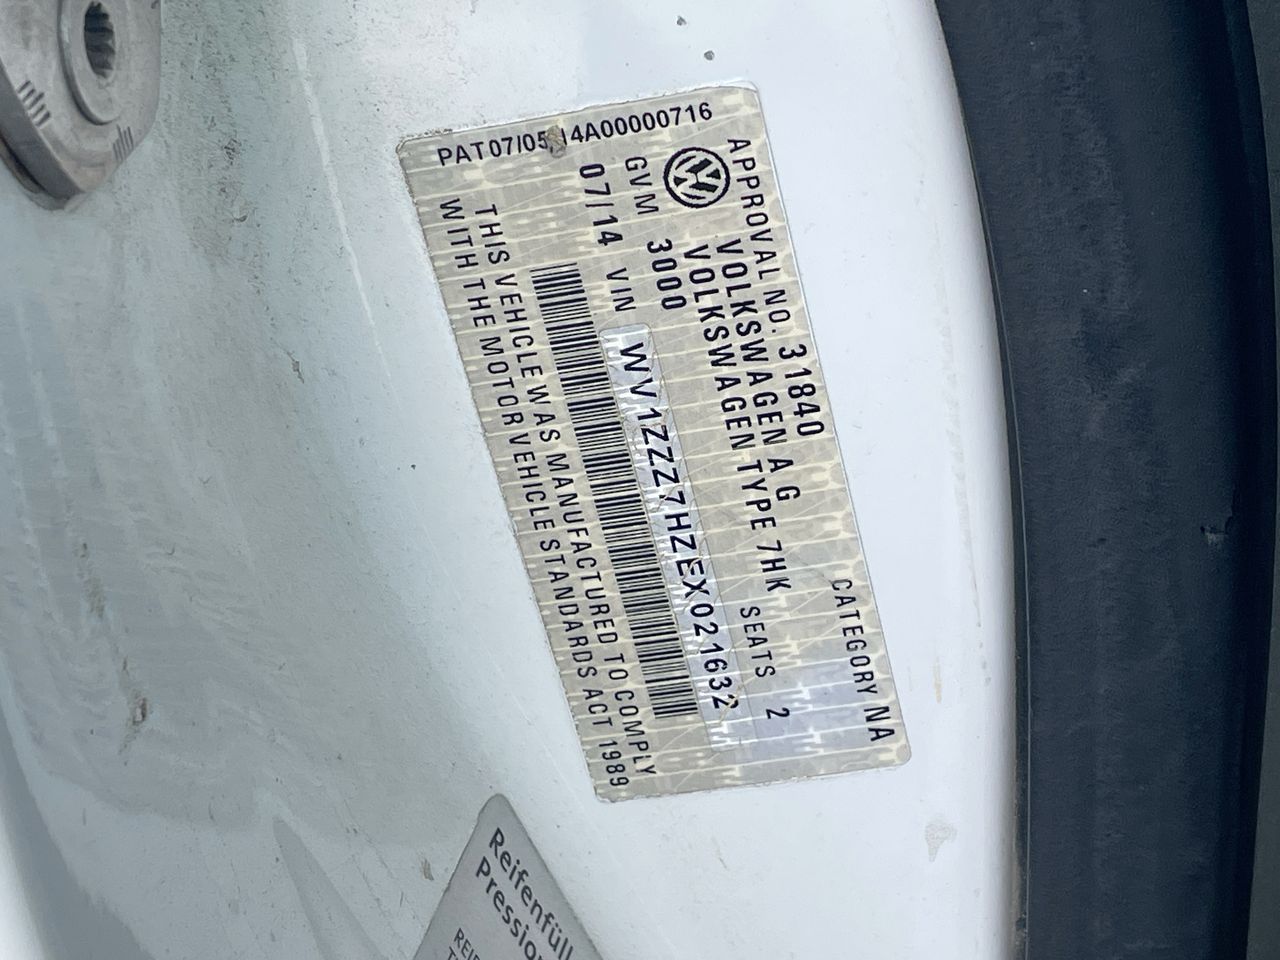 PAT07/05, 14A00000716
APPROVAL NO. 31840 CATEGORY NA
VOLKSWAGEN AG
VOLKSWAGEN TYPE 7HK SEATS 2
GVM 3000
07/14 VIN WV1ZZZ7HZEX021632
THIS VEHICLE WAS MANUFACTURED TO COMPLY
WITH THE MOTOR VEHICLE STANDARDS ACT 1989
Reifenfüll
Pression